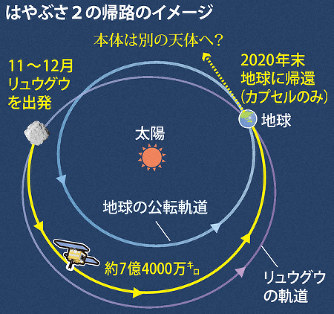 はやぶさ２の帰路のイメージ
本体は別の天体へ?
11～12月
リュウグウ
を出発
2020年末
地球に帰還
(カプセルのみ)
地球
太陽
地球の公転軌道
約7億4000万㌔
リュウグウ
の軌道